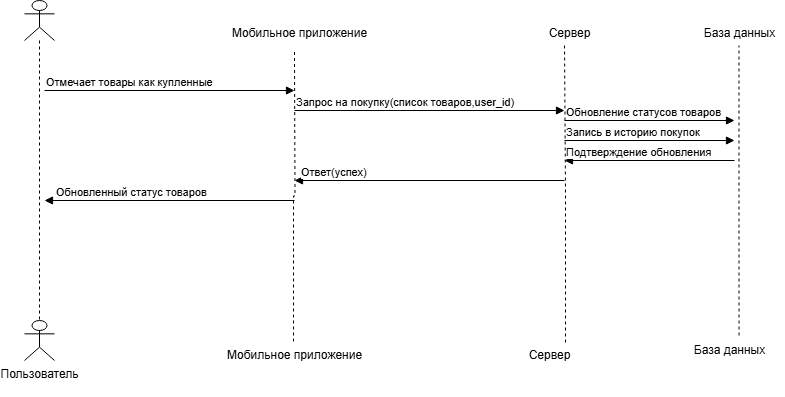 Мобильное приложение
Сервер
База данных
Отмечает товары как купленные
Запрос на покупку(список товаров,user_id)
Обновление статусов товаров
Запись в историю покупок
Подтверждение обновления
Ответ(успех)
Обновленный статус товаров
Мобильное приложение
Сервер
База данных
Пользователь